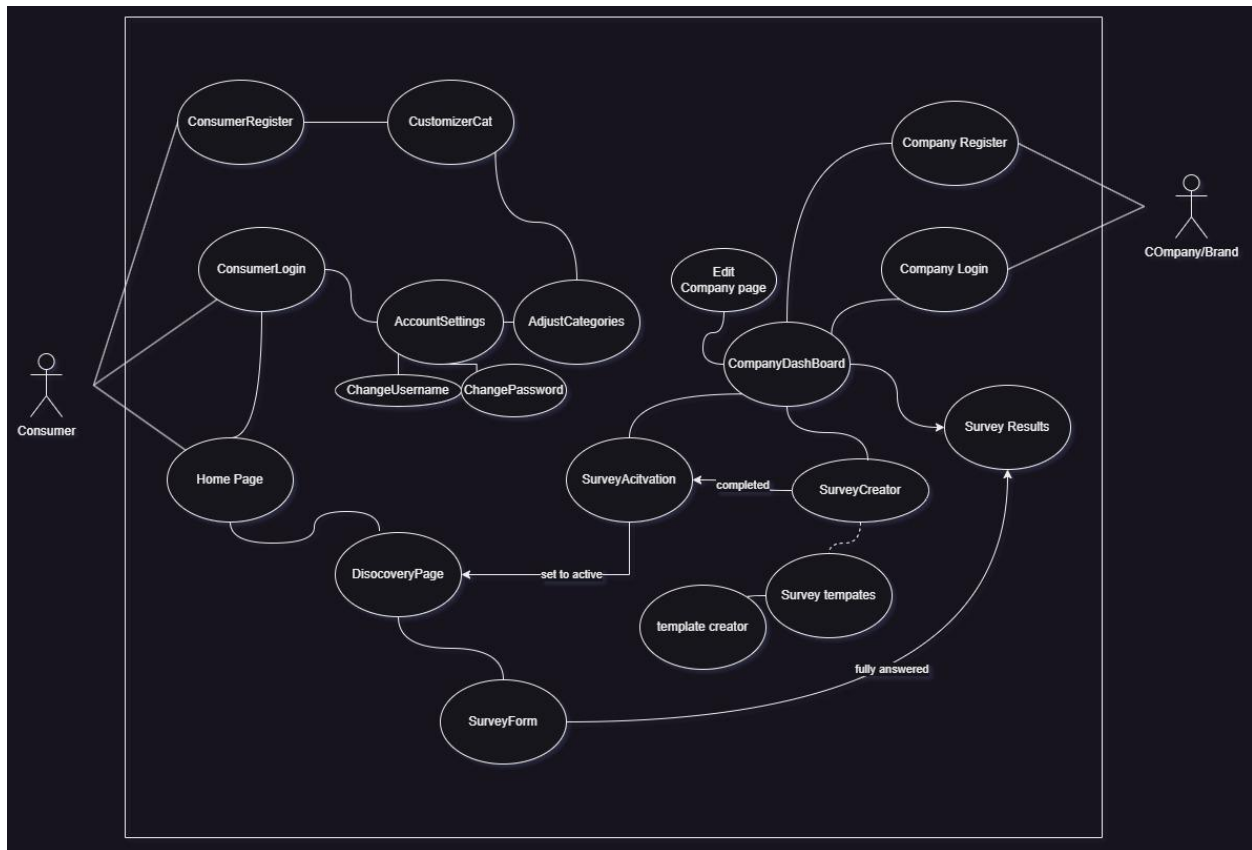 ConsumerRegister
CustomizerCat
Company Register
COmpany/Brand
ConsumerLogin
Edit
Company page
Company Login
AccountSettings
AdjustCategories
CompanyDashBoard
ChangeUsername
ChangePassword
Consumer
Survey Results
Home Page
SurveyAcitvation
completed
SurveyCreator
DisocoveryPage
set to active
Survey tempates
template creator
fully answered
SurveyForm